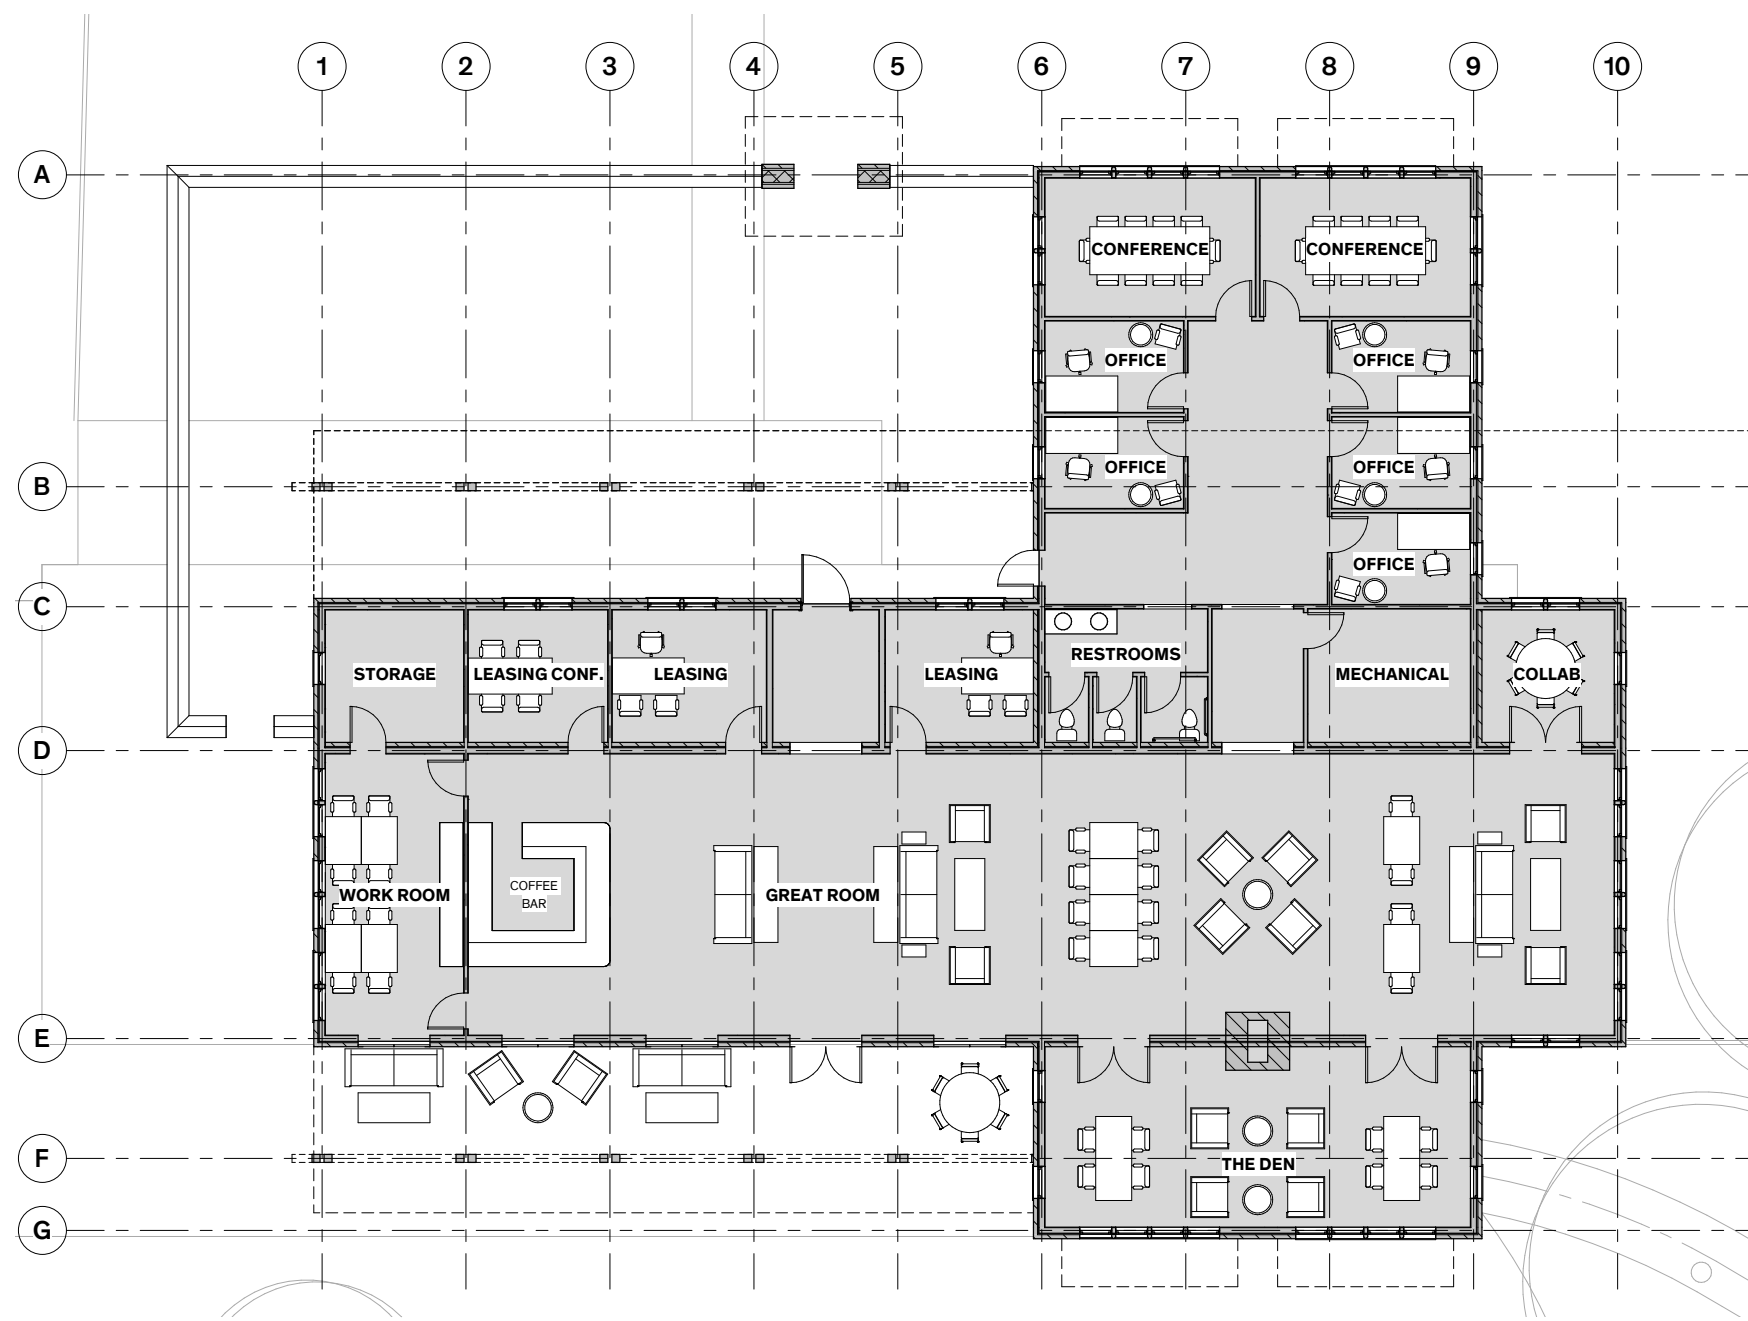 1 2 3 4 5 6 7 8 9 10
A
CONFERENCE CONFERENCE
OFFICE OFFICE
OFFICE OFFICE
B
OFFICE
C
RESTROOMS
STORAGE LEASING CONF. LEASING LEASING MECHANICAL COLLAB
D
COFFEE
BAR
WORK ROOM GREAT ROOM
E
F
THE DEN
G